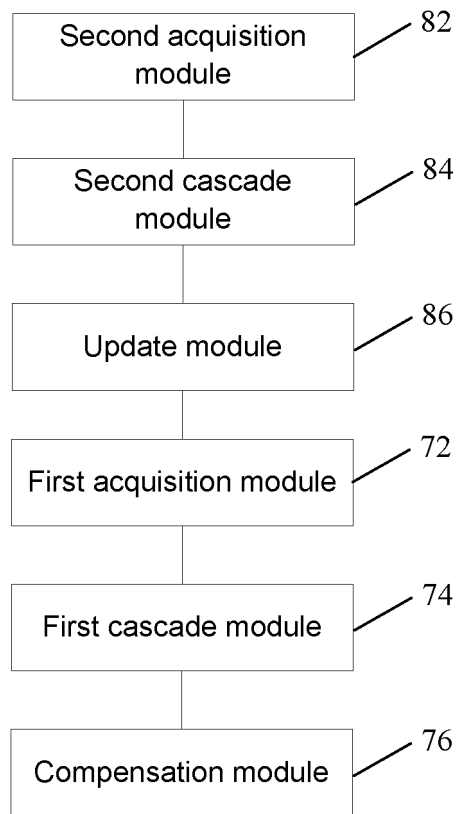 Second acquisition
module
82
Second cascade
module
84
Update module
86
First acquisition module
72
First cascade module
74
Compensation module
76